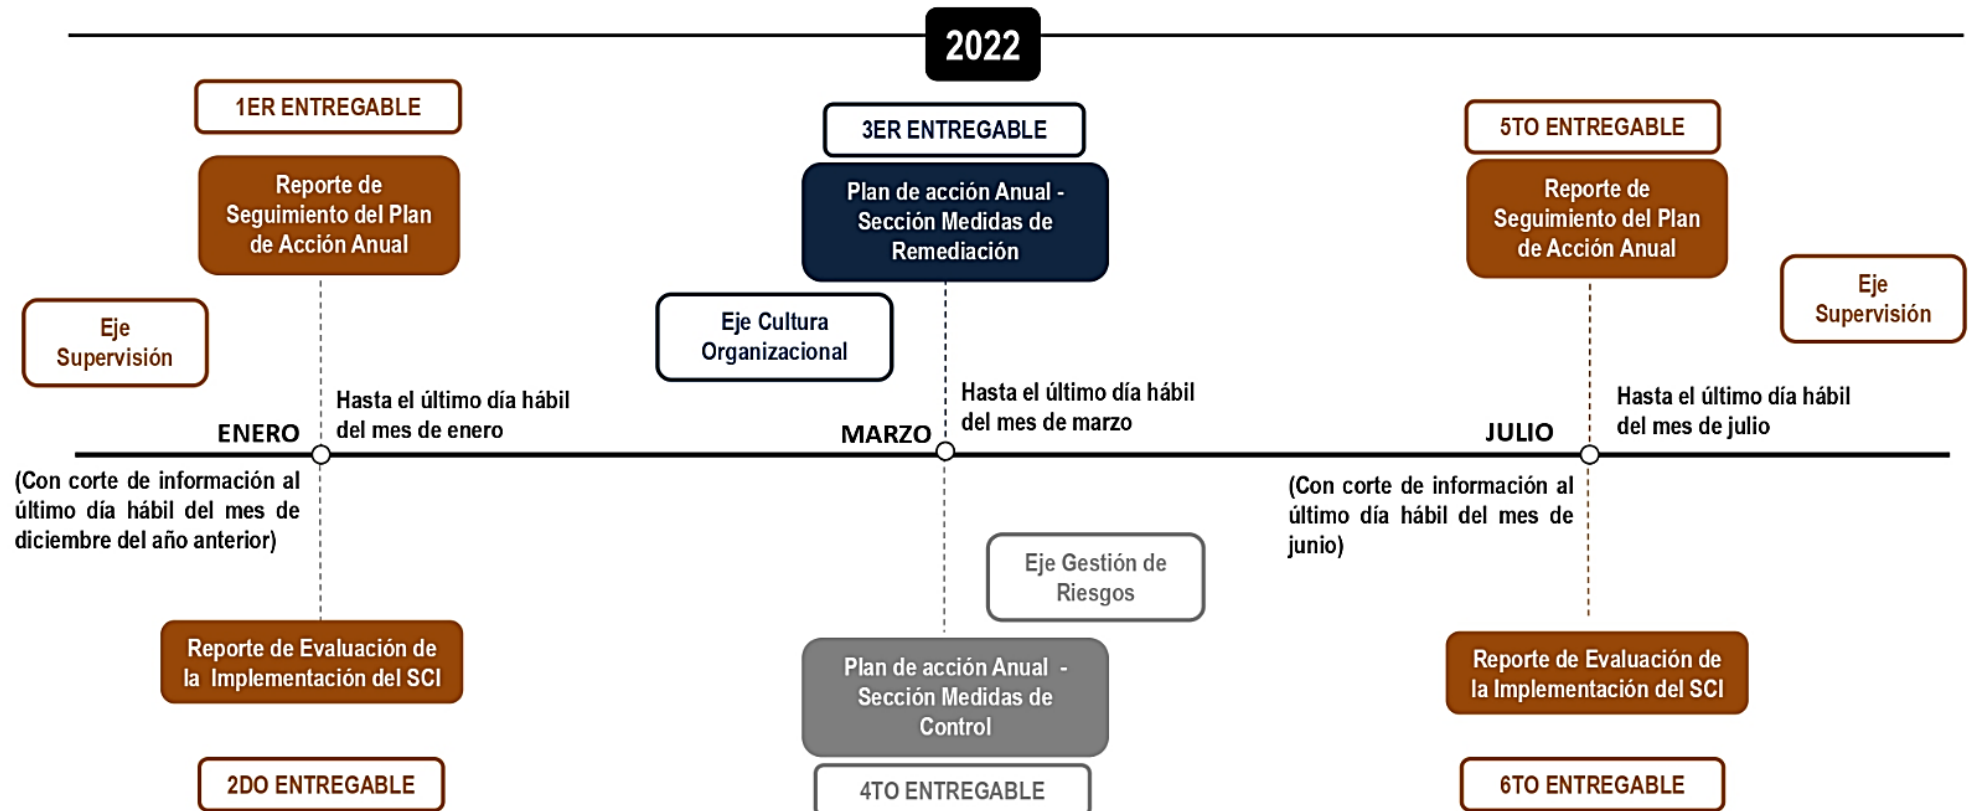 2022
1ER ENTREGABLE
Reporte de
Seguimiento del Plan
de Acción Anual
Eje
Supervisión
ENERO
Hasta el último día hábil
del mes de enero
(Con corte de información al
último día hábil del mes de
diciembre del año anterior)
Reporte de Evaluación de
la Implementación del SCI
2DO ENTREGABLE
3ER ENTREGABLE
Plan de acción Anual -
Sección Medidas de
Remediación
Eje Cultura
Organizacional
MARZO
Hasta el último día hábil
del mes de marzo
Eje Gestión de
Riesgos
Plan de acción Anual -
Sección Medidas de
Control
4TO ENTREGABLE
5TO ENTREGABLE
Reporte de
Seguimiento del Plan
de Acción Anual
Eje
Supervisión
JULIO
Hasta el último día hábil
del mes de julio
(Con corte de información al
último día hábil del mes de
junio)
Reporte de Evaluación de
la Implementación del SCI
6TO ENTREGABLE